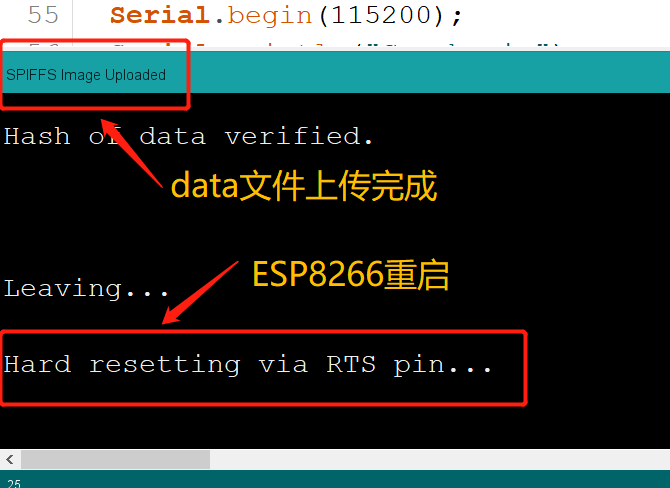 55 Serial.begin(115200);
SPIFFS Image Uploaded
Hash of data verified.
data文件上传完成
ESP8266重启
Leaving...
Hard resetting via RTS pin...
25